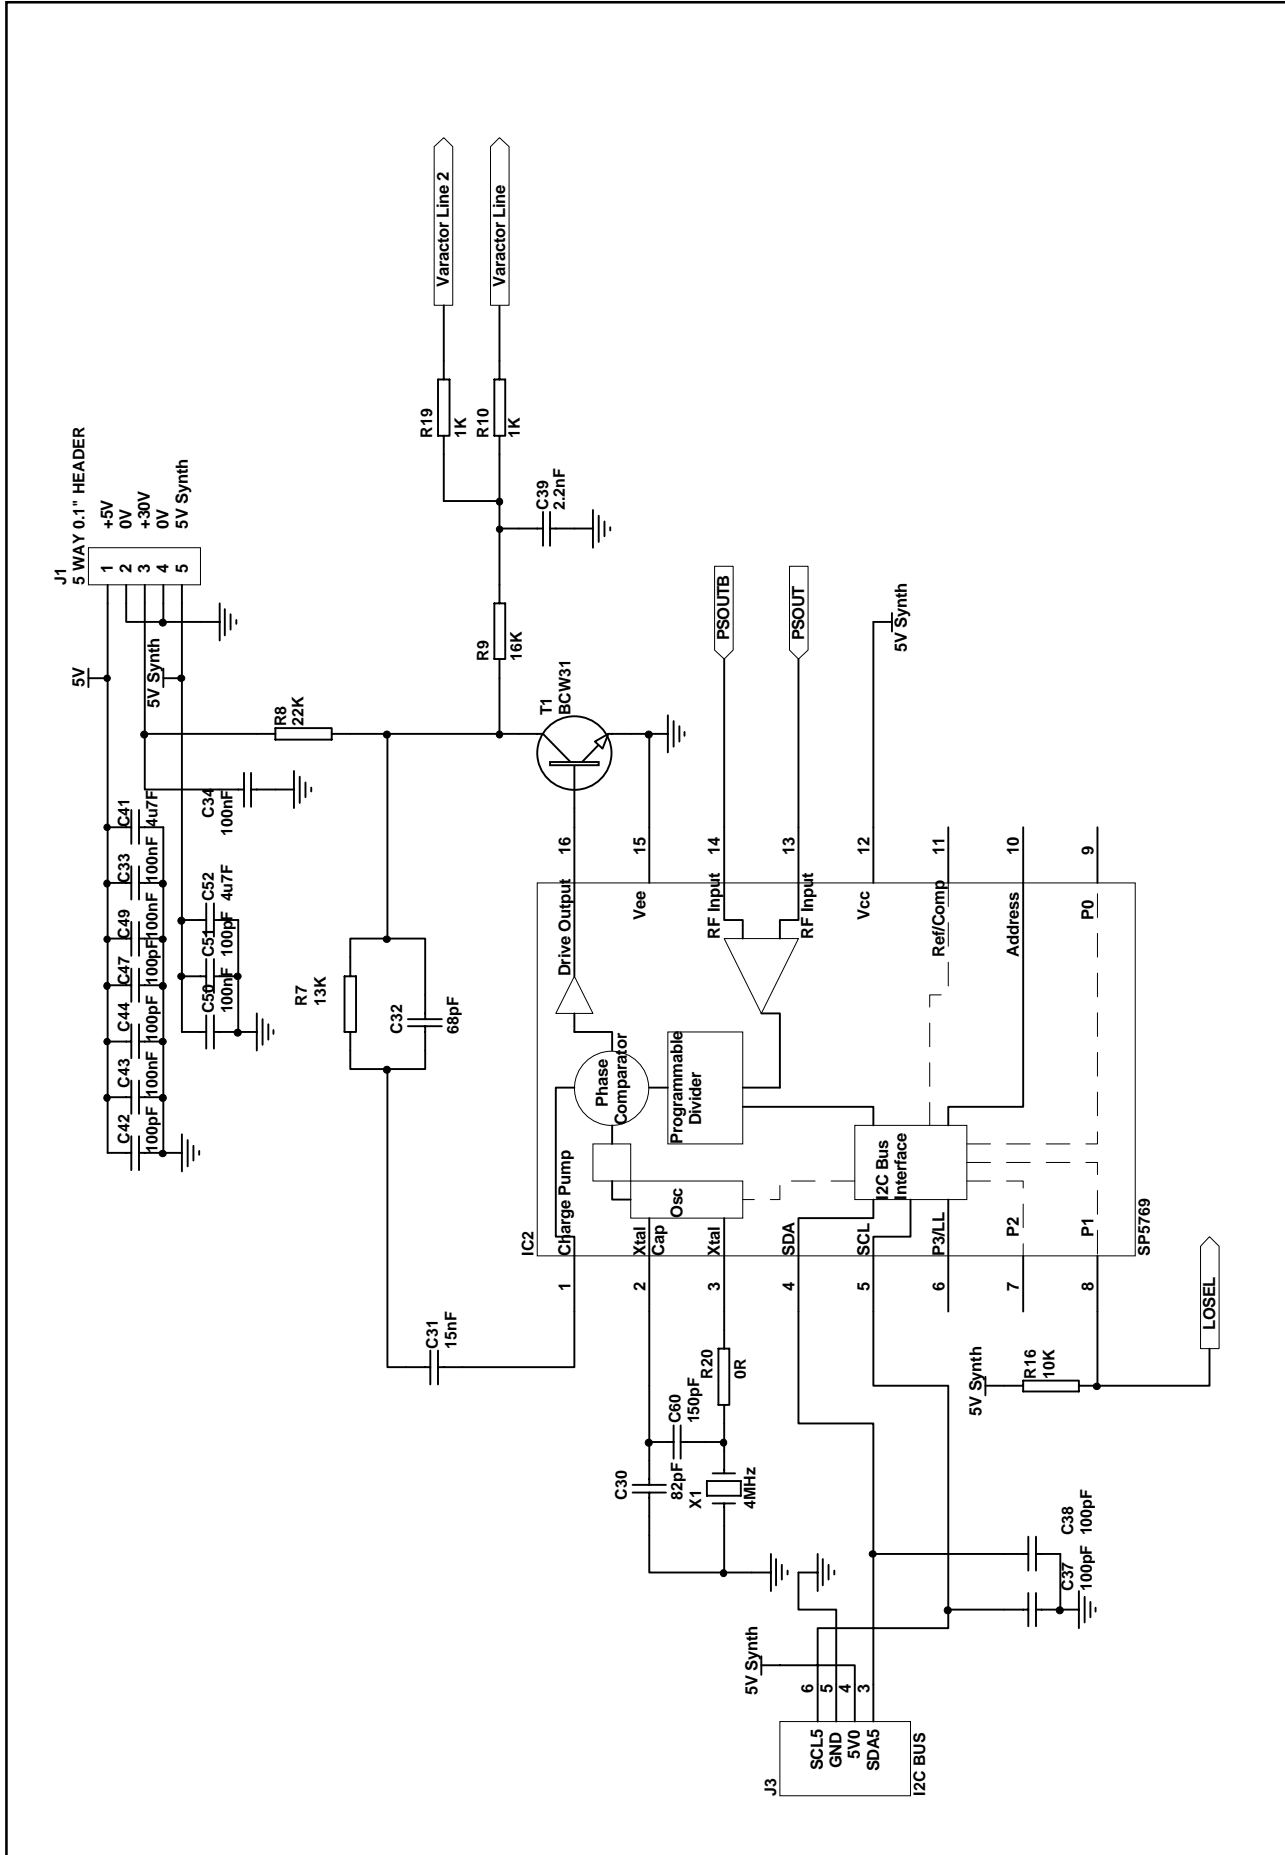 J1
5 WAY 0.1" HEADER
1
+5V
2
0V
3
+30V
4
0V
5
5V Synth
5V
5V Synth
C42
100pF
C43
100nF
C44
100pF
C47
100pF
C49
100nF
C33
100nF
C41
4u7F
C50
100nF
C51
100pF
C52
4u7F
C34
100nF
R8
22K
R7
13K
C32
68pF
C31
15nF
R9
16K
C39
2.2nF
R19
1K
R10
1K
Varactor Line 2
Varactor Line
T1
BCW31
PSOUTB
PSOUT
5V Synth
IC2
SP5769
Charge Pump
1
Xtal
Cap
2
Xtal
3
SDA
4
SCL
5
P3/LL
6
P2
7
P1
8
Drive Output
16
Vee
15
RF Input
14
RF Input
13
Vcc
12
Ref/Comp
11
Address
10
P0
9
Phase
Comparator
Programmable
Divider
Osc
I2C Bus
Interface
R20
0R
C60
150pF
C30
82pF
X1
4MHz
5V Synth
R16
10K
LOSEL
C37
100pF
C38
100pF
5V Synth
J3
SCL5
6
GND
5
5V0
4
SDA5
3
I2C BUS